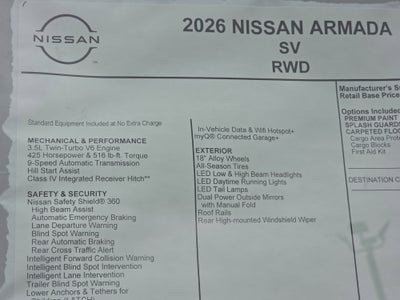 NISSAN
2026 NISSAN ARMADA
SV
RWD
Standard Equipment Included at No Extra Charge
MECHANICAL & PERFORMANCE
3.5L Twin-Turbo V6 Engine
425 Horsepower & 516 lb-ft. Torque
9-Speed Automatic Transmission
Hill Start Assist
Class IV Integrated Receiver Hitch**
SAFETY & SECURITY
Nissan Safety Shield® 360
High Beam Assist
Automatic Emergency Braking
Lane Departure Warning
Blind Spot Warning
Rear Automatic Braking
Rear Cross Traffic Alert
Intelligent Forward Collision Warning
Intelligent Blind Spot Intervention
Intelligent Lane Intervention
Trailer Blind Spot Warning
Lower Anchors & Tethers for
Children (LATCH)
In-Vehicle Data & Wifi Hotspot+
myQ® Connected Garage+
EXTERIOR
18" Alloy Wheels
All-Season Tires
LED Low & High Beam Headlights
LED Daytime Running Lights
LED Tail Lamps
Dual Power Outside Mirrors
with Manual Fold
Roof Rails
Rear High-mounted Windshield Wiper
Manufacturer's S
Retail Base Price
Options Included
PREMIUM PAINT
SPLASH GUARDS
CARPETED FLOO
Cargo Area Prote
Cargo Blocks
First Aid Kit
DESTINATION C